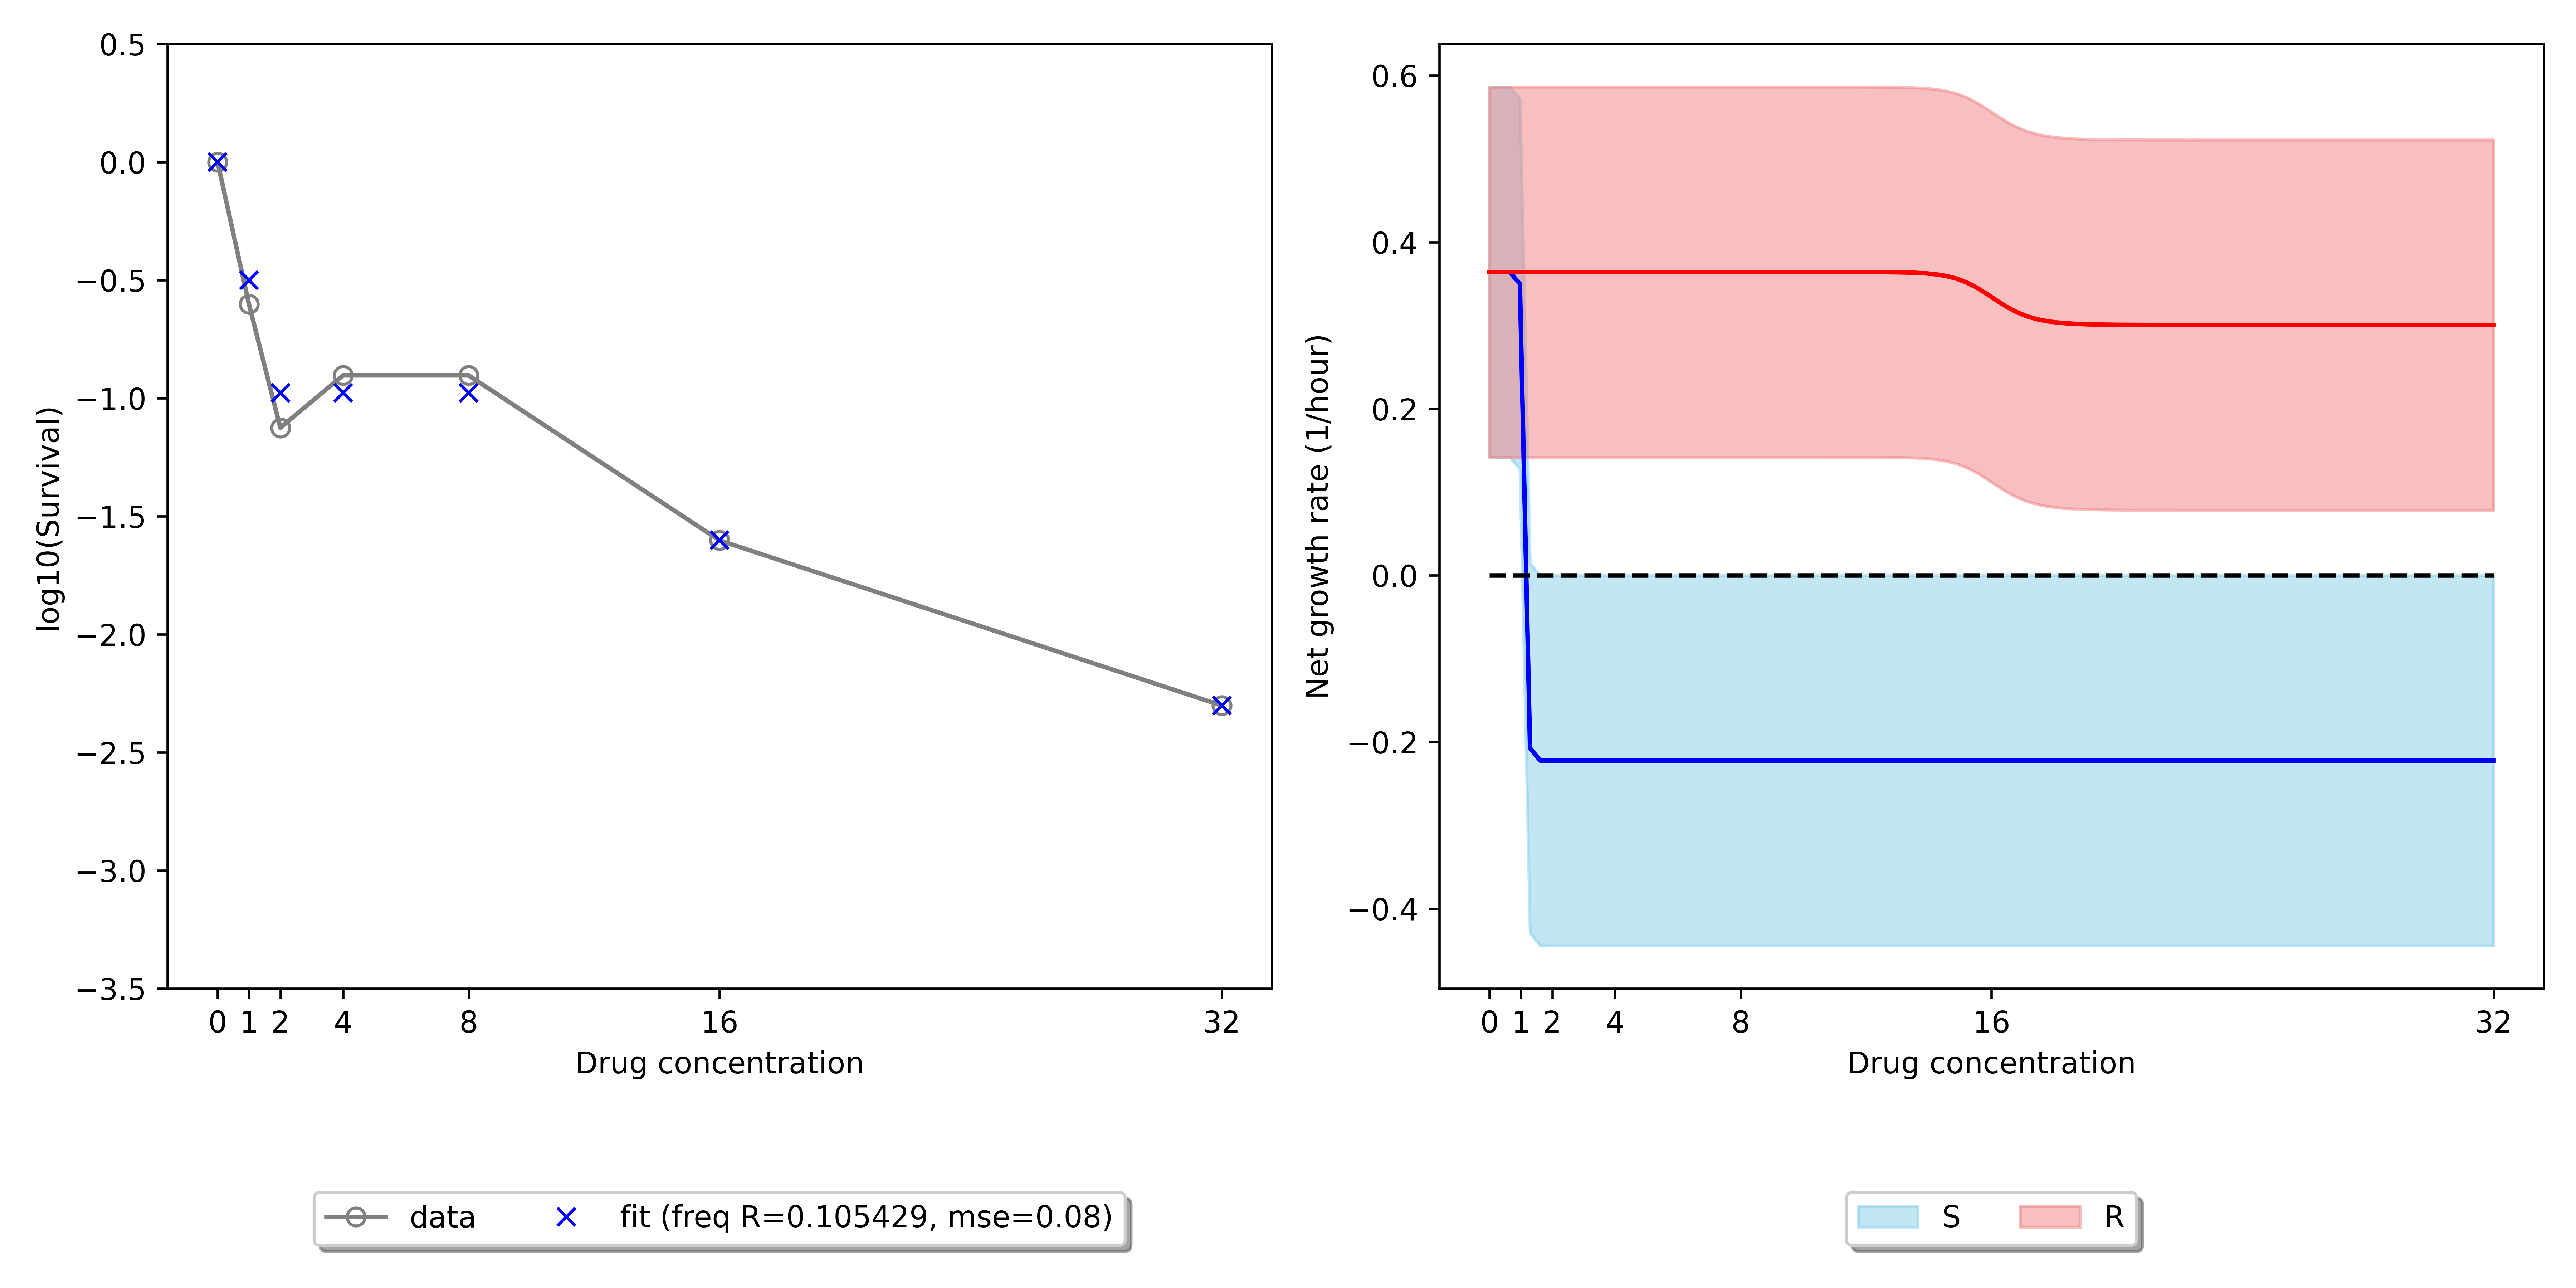 0.5
0.0
−0.5
−1.0
−1.5
−2.0
−2.5
−3.0
−3.5
log10(Survival)
0 1 2 4 8 16 32
Drug concentration
data fit (freq R=0.105429, mse=0.08)
0.6
0.4
0.2
0.0
−0.2
−0.4
Net growth rate (1/hour)
0 1 2 4 8 16 32
Drug concentration
S R